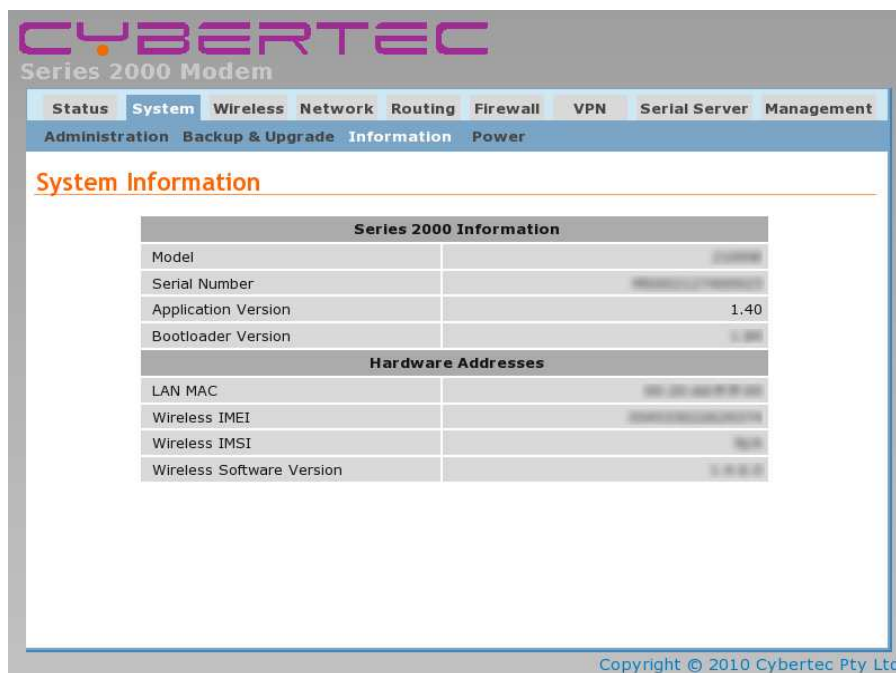 CYBERTEC
Series 2000 Modem
Status System Wireless Network Routing Firewall VPN Serial Server Management
Administration Backup & Upgrade Information Power
System Information
Series 2000 Information
Model
Serial Number
Application Version 1.40
Bootloader Version
Hardware Addresses
LAN MAC
Wireless IMEI
Wireless IMSI
Wireless Software Version
Copyright © 2010 Cybertec Pty Ltd